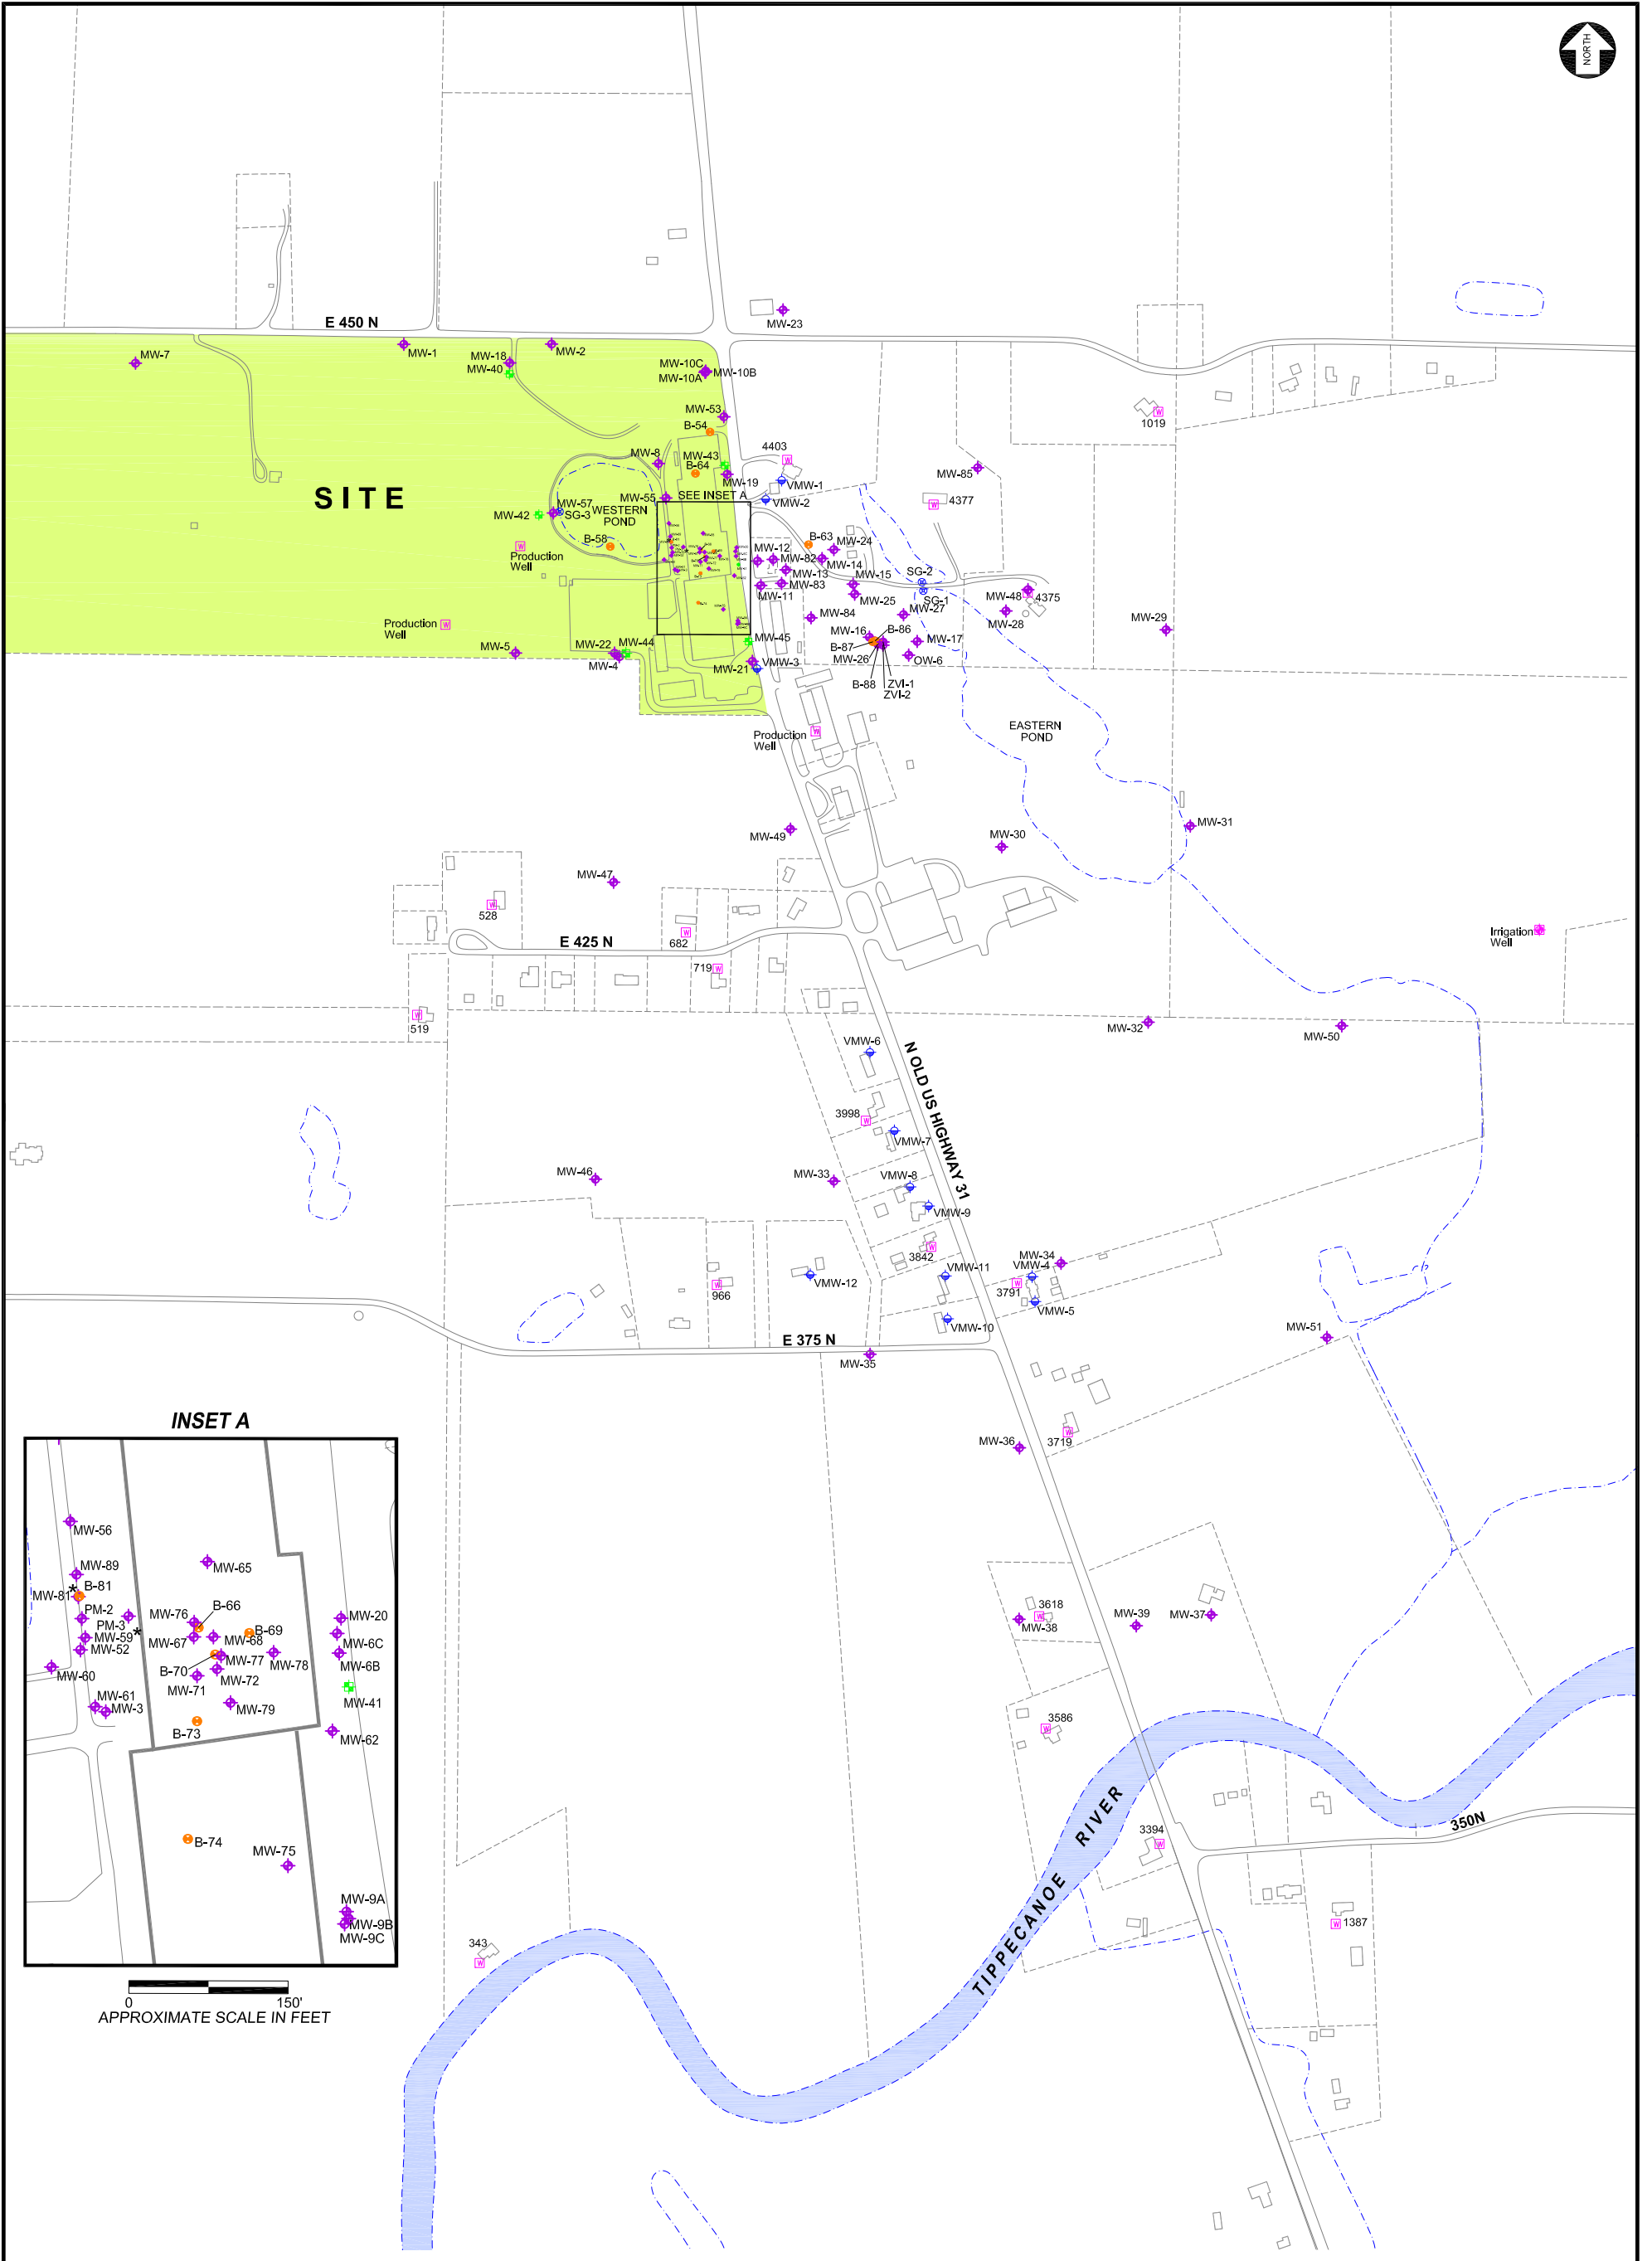 NORTH
E 450 N
MW-23
MW-7
MW-1
MW-2
MW-18
MW-40
MW-10C
MW-10A
MW-10B
MW-53
B-54
1019
MW-8
MW-43
B-64
MW-19
4403
VMW-1
VMW-2
MW-85
4377
SITE
MW-55
SEE INSET A
MW-57
SG-3
MW-42
WESTERN
POND
B-58
Production
Well
B-63
MW-24
MW-12
MW-82
MW-14
MW-13
MW-83
MW-11
MW-15
MW-25
SG-2
SG-1
MW-48
4375
MW-28
MW-27
MW-84
MW-29
Production
Well
MW-5
MW-22
MW-44
MW-4
MW-45
VMW-3
MW-21
MW-16
B-86
B-87
MW-26
MW-17
OW-6
B-88
ZVI-1
ZVI-2
EASTERN
POND
Production
Well
MW-49
MW-30
MW-31
MW-47
528
E 425 N
682
719
519
Irrigation
Well
MW-32
MW-50
VMW-6
N OLD US HIGHWAY 31
3998
VMW-7
MW-46
MW-33
VMW-8
VMW-9
3842
MW-34
VMW-4
VMW-11
3791
VMW-12
966
VMW-5
VMW-10
E 375 N
MW-35
MW-51
MW-36
3719
INSET A
MW-56
MW-89
MW-65
*
B-81
MW-81
PM-2
PM-3
*
MW-59
MW-52
MW-60
MW-61
MW-3
MW-76
B-66
B-69
MW-67
MW-68
MW-77
MW-78
B-70
MW-72
MW-71
MW-79
B-73
MW-20
MW-6C
MW-6B
MW-41
MW-62
B-74
MW-75
MW-9A
MW-9B
MW-9C
0
150'
APPROXIMATE SCALE IN FEET
3618
MW-38
MW-39
MW-37
3586
TIPPECANOE RIVER
3394
350N
1387
343